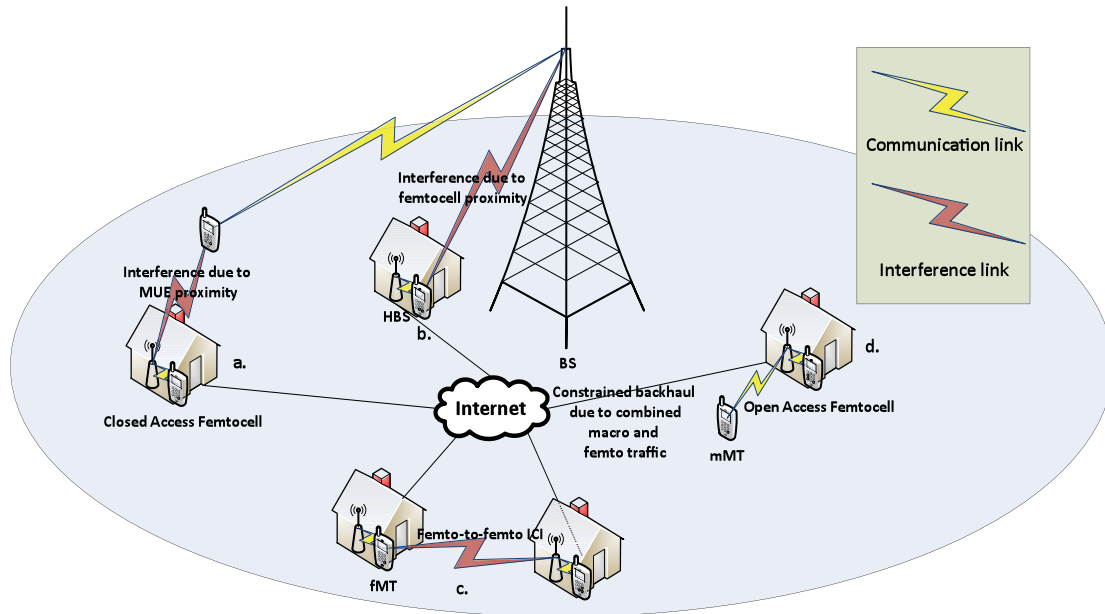 Communication link
Interference link
Interference due to
femtocell proximity
Interference due to
MUE proximity
HBS
b.
BS
a.
d.
Closed Access Femtocell
Internet
Constrained backhaul
due to combined
macro and
femto traffic
Open Access Femtocell
mMT
Femto-to-femto ICI
fMT
c.